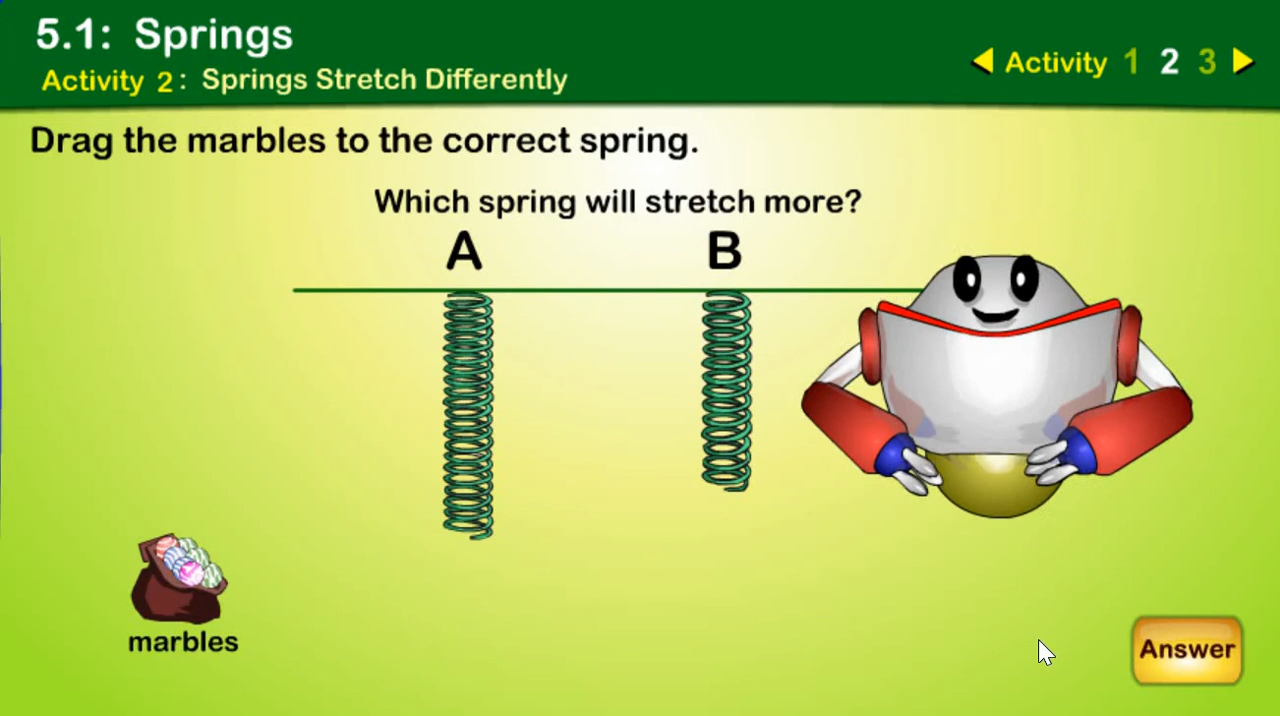 5.1: Springs
Activity 2: Springs Stretch Differently
Activity 1 2 3
Drag the marbles to the correct spring.
Which spring will stretch more?
A B
marbles
Answer